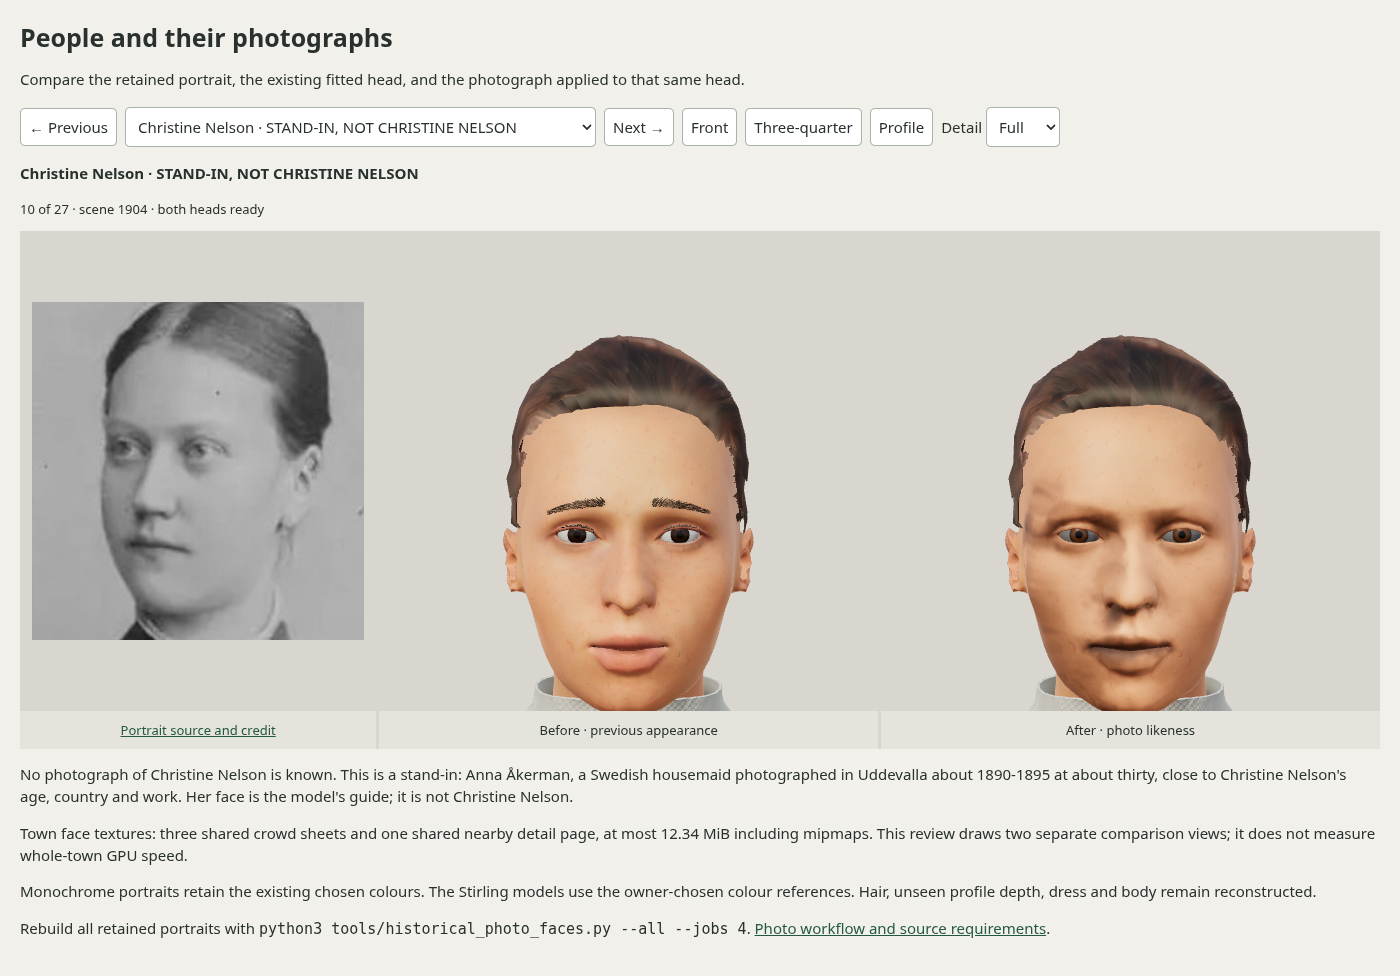 People and their photographs
Compare the retained portrait, the existing fitted head, and the photograph applied to that same head.
← Previous
Christine Nelson · STAND-IN, NOT CHRISTINE NELSON
Next →
Front
Three-quarter
Profile
Detail
Full
Christine Nelson · STAND-IN, NOT CHRISTINE NELSON
10 of 27 · scene 1904 · both heads ready
Portrait source and credit
Before · previous appearance
After · photo likeness
No photograph of Christine Nelson is known. This is a stand-in: Anna Åkerman, a Swedish housemaid photographed in Uddevalla about 1890-1895 at about thirty, close to Christine Nelson's
age, country and work. Her face is the model's guide; it is not Christine Nelson.
Town face textures: three shared crowd sheets and one shared nearby detail page, at most 12.34 MiB including mipmaps. This review draws two separate comparison views; it does not measure
whole-town GPU speed.
Monochrome portraits retain the existing chosen colours. The Stirling models use the owner-chosen colour references. Hair, unseen profile depth, dress and body remain reconstructed.
Rebuild all retained portraits with python3 tools/historical_photo_faces.py --all --jobs 4. Photo workflow and source requirements.